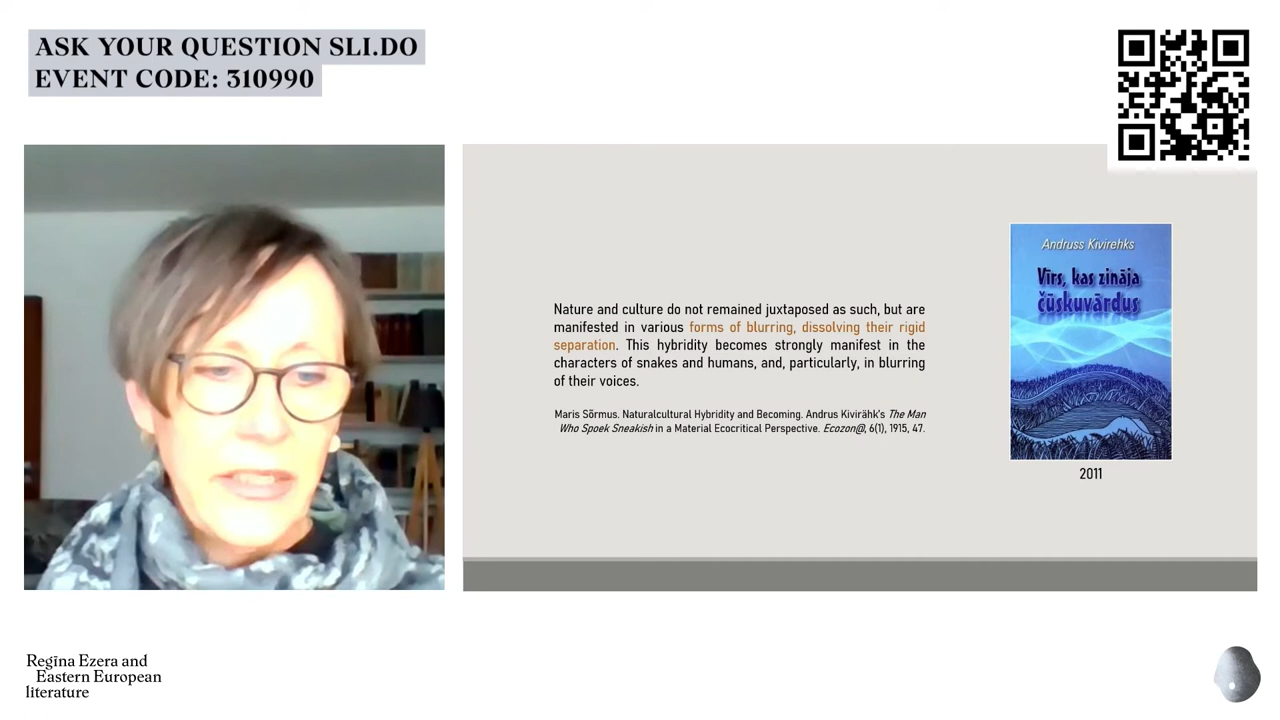 ASK YOUR QUESTION SLI.DO
EVENT CODE: 310990
Nature and culture do not remained juxtaposed as such, but are
manifested in various forms of blurring, dissolving their rigid
separation. This hybridity becomes strongly manifest in the
characters of snakes and humans, and, particularly, in blurring
of their voices.
Maris Sõrmus. Naturalcultural Hybridity and Becoming. Andrus Kivirähk's The Man
Who Spoek Sneakish in a Material Ecocritical Perspective. Ecozon@, 6(1), 1915, 47.
Andruss Kivirehks
Vīrs, kas zināja
čūskuvārdus
2011
Regīna Ezera and
Eastern European
literature